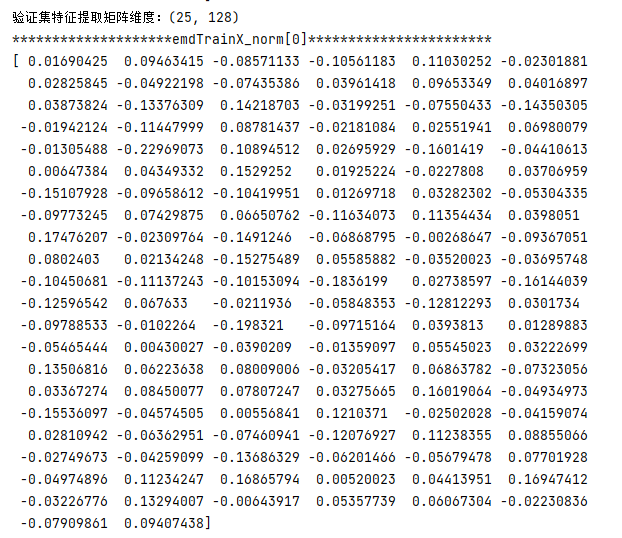 验证集特征提取矩阵维度：(25, 128)
********************emdTrainX_norm[0]***********************
[ 0.01690425  0.09463415 -0.08571133 -0.10561183  0.11030252 -0.02301881
  0.02825845 -0.04922198 -0.07435386  0.03961418  0.09653349  0.04016897
  0.03873824 -0.13376309  0.14218703 -0.03199251 -0.07550433 -0.14350305
 -0.01942124 -0.11447999  0.08781437 -0.02181084  0.02551941  0.06980079
 -0.01305488 -0.22969073  0.10894512  0.02695929 -0.1601419  -0.04410613
  0.00647384  0.04349332  0.1529252   0.01925224 -0.0227808   0.03706959
 -0.15107928 -0.09658612 -0.10419951  0.01269718  0.03282302 -0.05304335
 -0.09773245  0.07429875  0.06650762 -0.11634073  0.11354434  0.0398051
  0.17476207 -0.02309764 -0.1491246  -0.06868795 -0.00268647 -0.09367051
  0.0802403   0.02134248 -0.15275489  0.05585882 -0.03520023 -0.03695748
 -0.10450681 -0.11137243 -0.10153094 -0.1836199   0.02738597 -0.16144039
 -0.12596542  0.067633   -0.0211936  -0.05848353 -0.12812293  0.0301734
 -0.09788533 -0.0102264  -0.198321   -0.09715164  0.0393813   0.01289883
 -0.05465444  0.00430027 -0.0390209  -0.01359097  0.05545023  0.03222699
  0.13506816  0.06223638  0.08009006 -0.03205417  0.06863782 -0.07323056
  0.03367274  0.08450077  0.07807247  0.03275665  0.16019064 -0.04934973
 -0.15536097 -0.04574505  0.00556841  0.1210371  -0.02502028 -0.04159074
  0.02810942 -0.06362951 -0.07460941 -0.12076927  0.11238355  0.08855066
 -0.02749673 -0.04259099 -0.13686329 -0.06201466 -0.05679478  0.07701928
 -0.04974896  0.11234247  0.16865794  0.00520023  0.04413951  0.16947412
 -0.03226776  0.13294007 -0.00643917  0.05357739  0.06067304 -0.02230836
 -0.07909861  0.09407438]